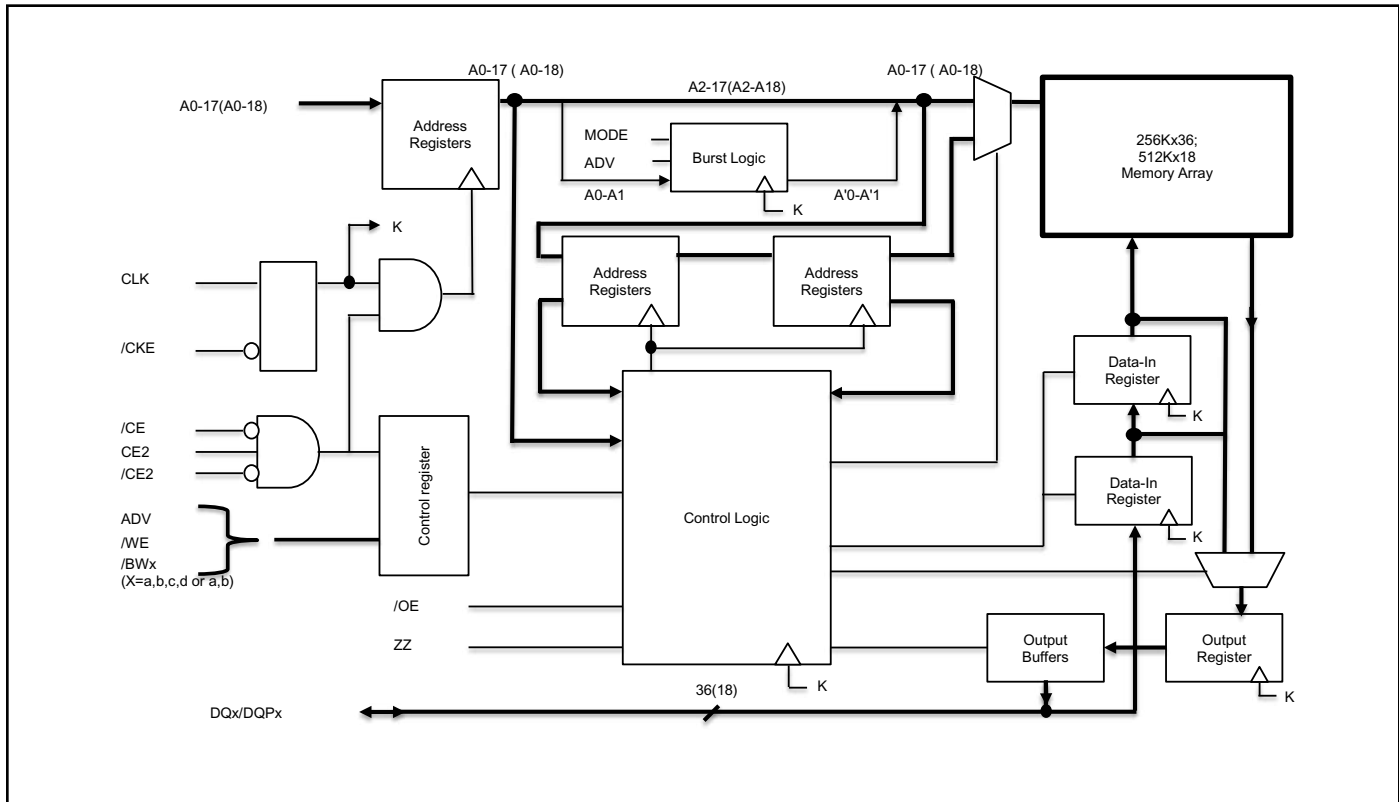 A0-17 ( A0-18)
A2-17(A2-A18)
A0-17 ( A0-18)
A0-17(A0-18)
Address
Registers
MODE
ADV
Burst Logic
A0-A1
A'0-A'1
K
256Kx36;
512Kx18
Memory Array
K
CLK
/CKE
Address
Registers
Address
Registers
Data-In
Register
K
/CE
CE2
/CE2
Control register
Control Logic
Data-In
Register
K
ADV
/WE
/BWx
(X=a,b,c,d or a,b)
/OE
ZZ
K
Output
Buffers
Output
Register
K
36(18)
DQx/DQPx